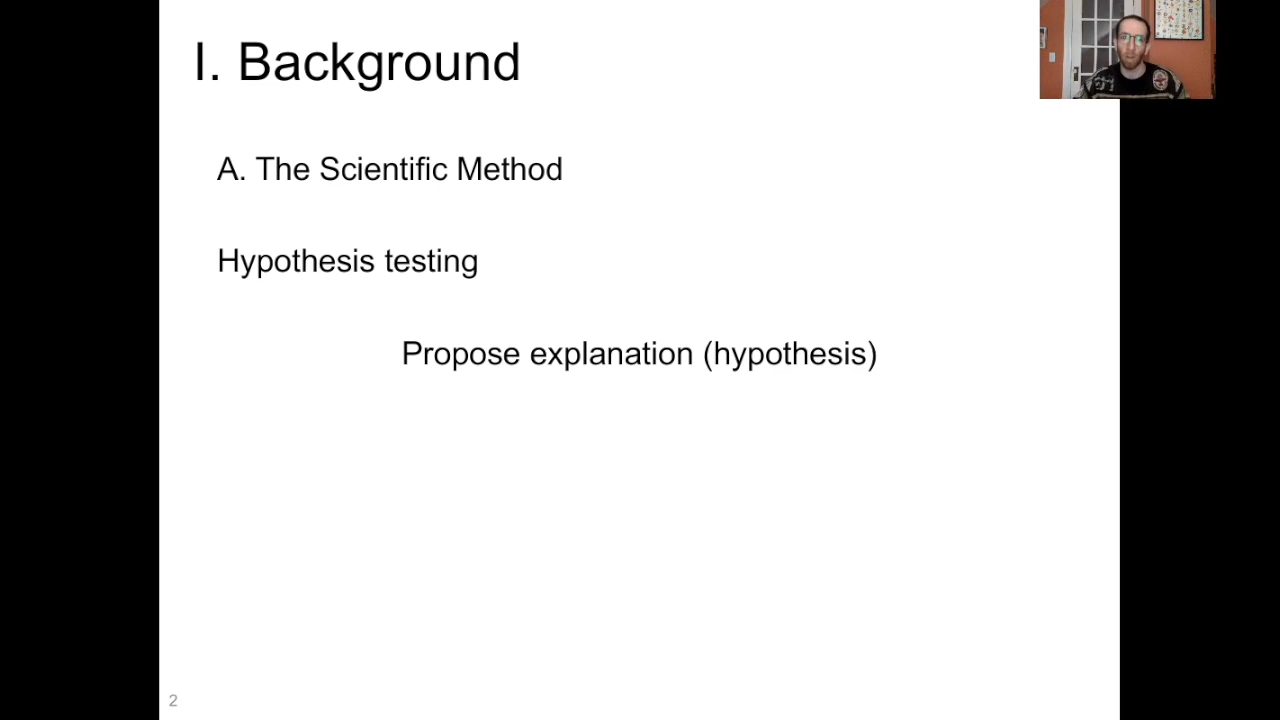 I. Background
A. The Scientific Method
Hypothesis testing
Propose explanation (hypothesis)
2